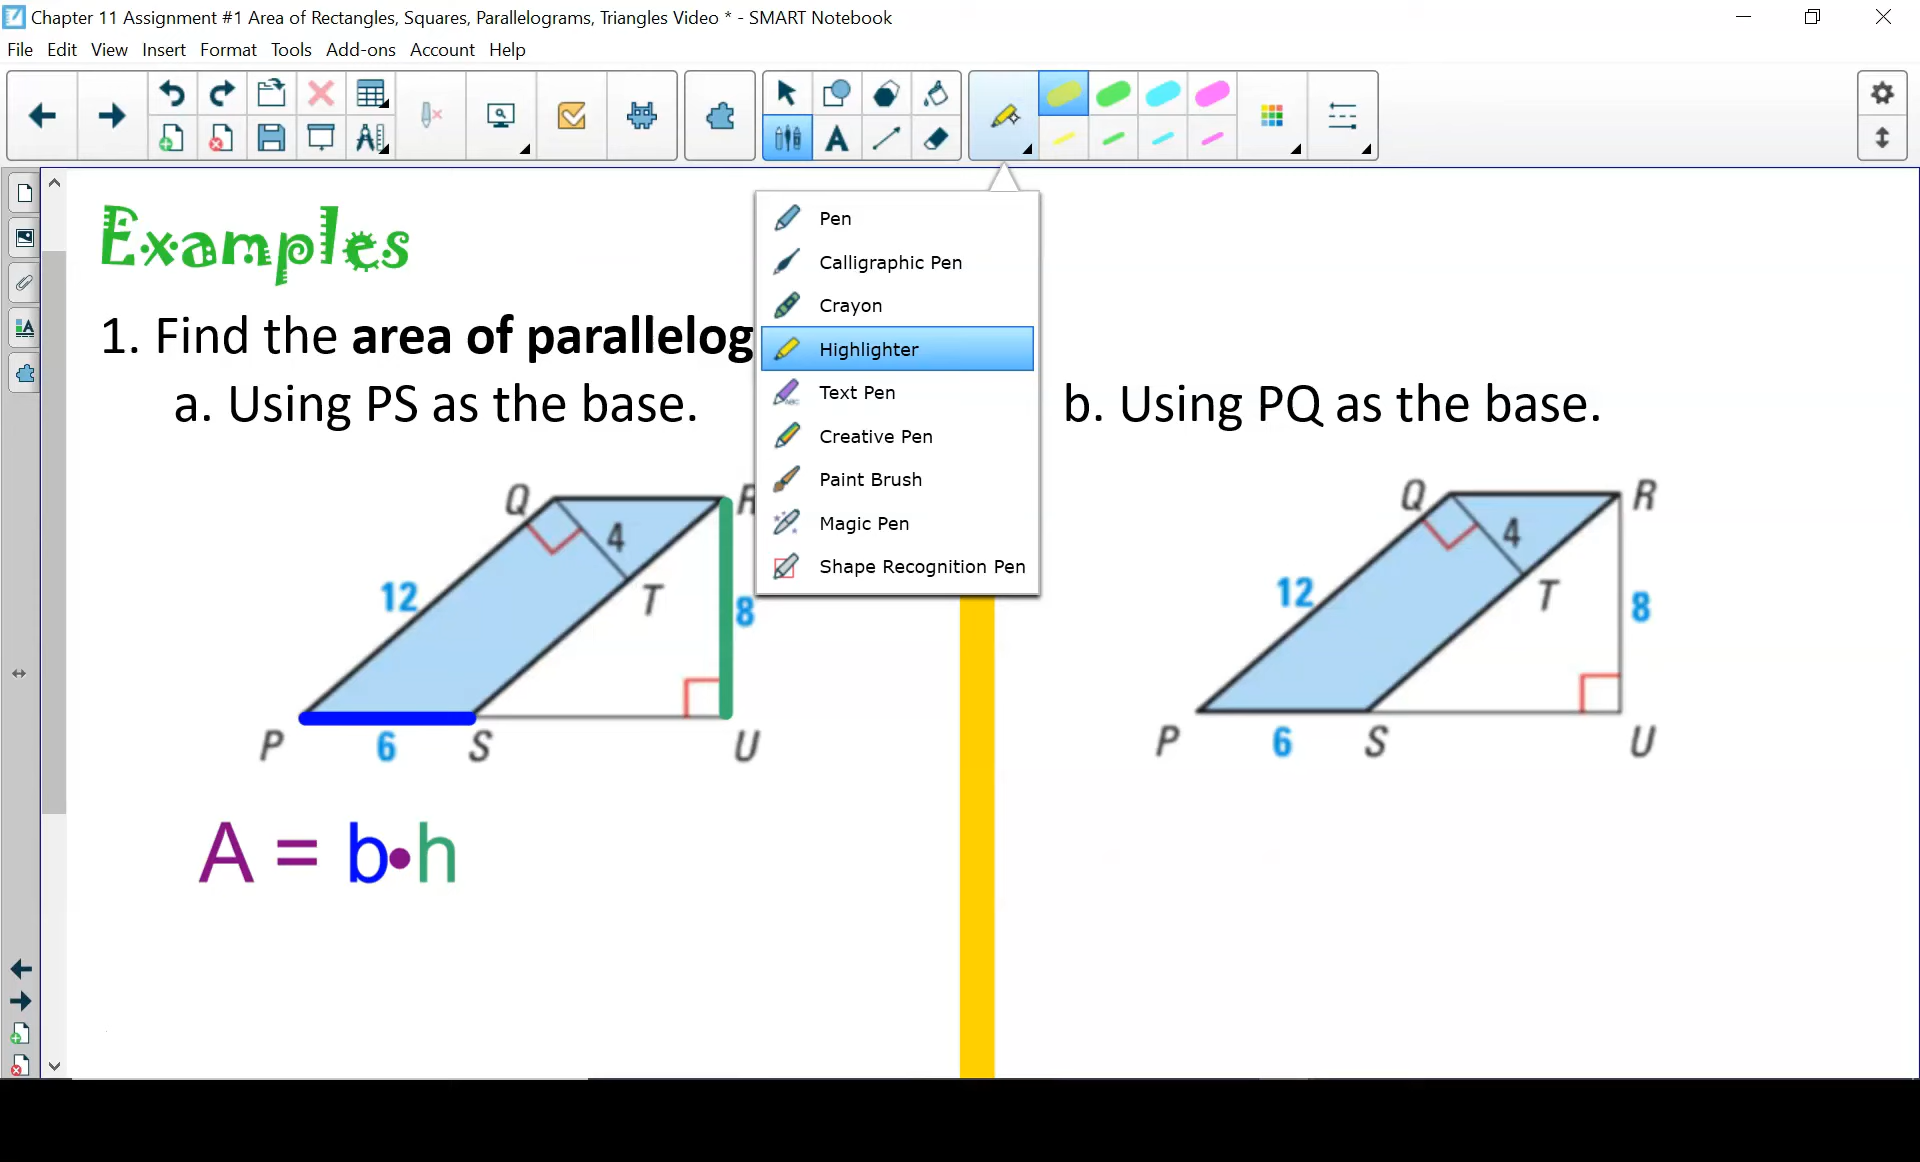 Chapter 11 Assignment #1 Area of Rectangles, Squares, Parallelograms, Triangles Video * - SMART Notebook
File Edit View Insert Format Tools Add-ons Account Help
Examples
1. Find the area of parallelog
a. Using PS as the base.
b. Using PQ as the base.
Pen
Calligraphic Pen
Crayon
Highlighter
Text Pen
Creative Pen
Paint Brush
Magic Pen
Shape Recognition Pen
Q R
4
12 T 8
P 6 S U
A = b•h
Q R
4
12 T 8
P 6 S U